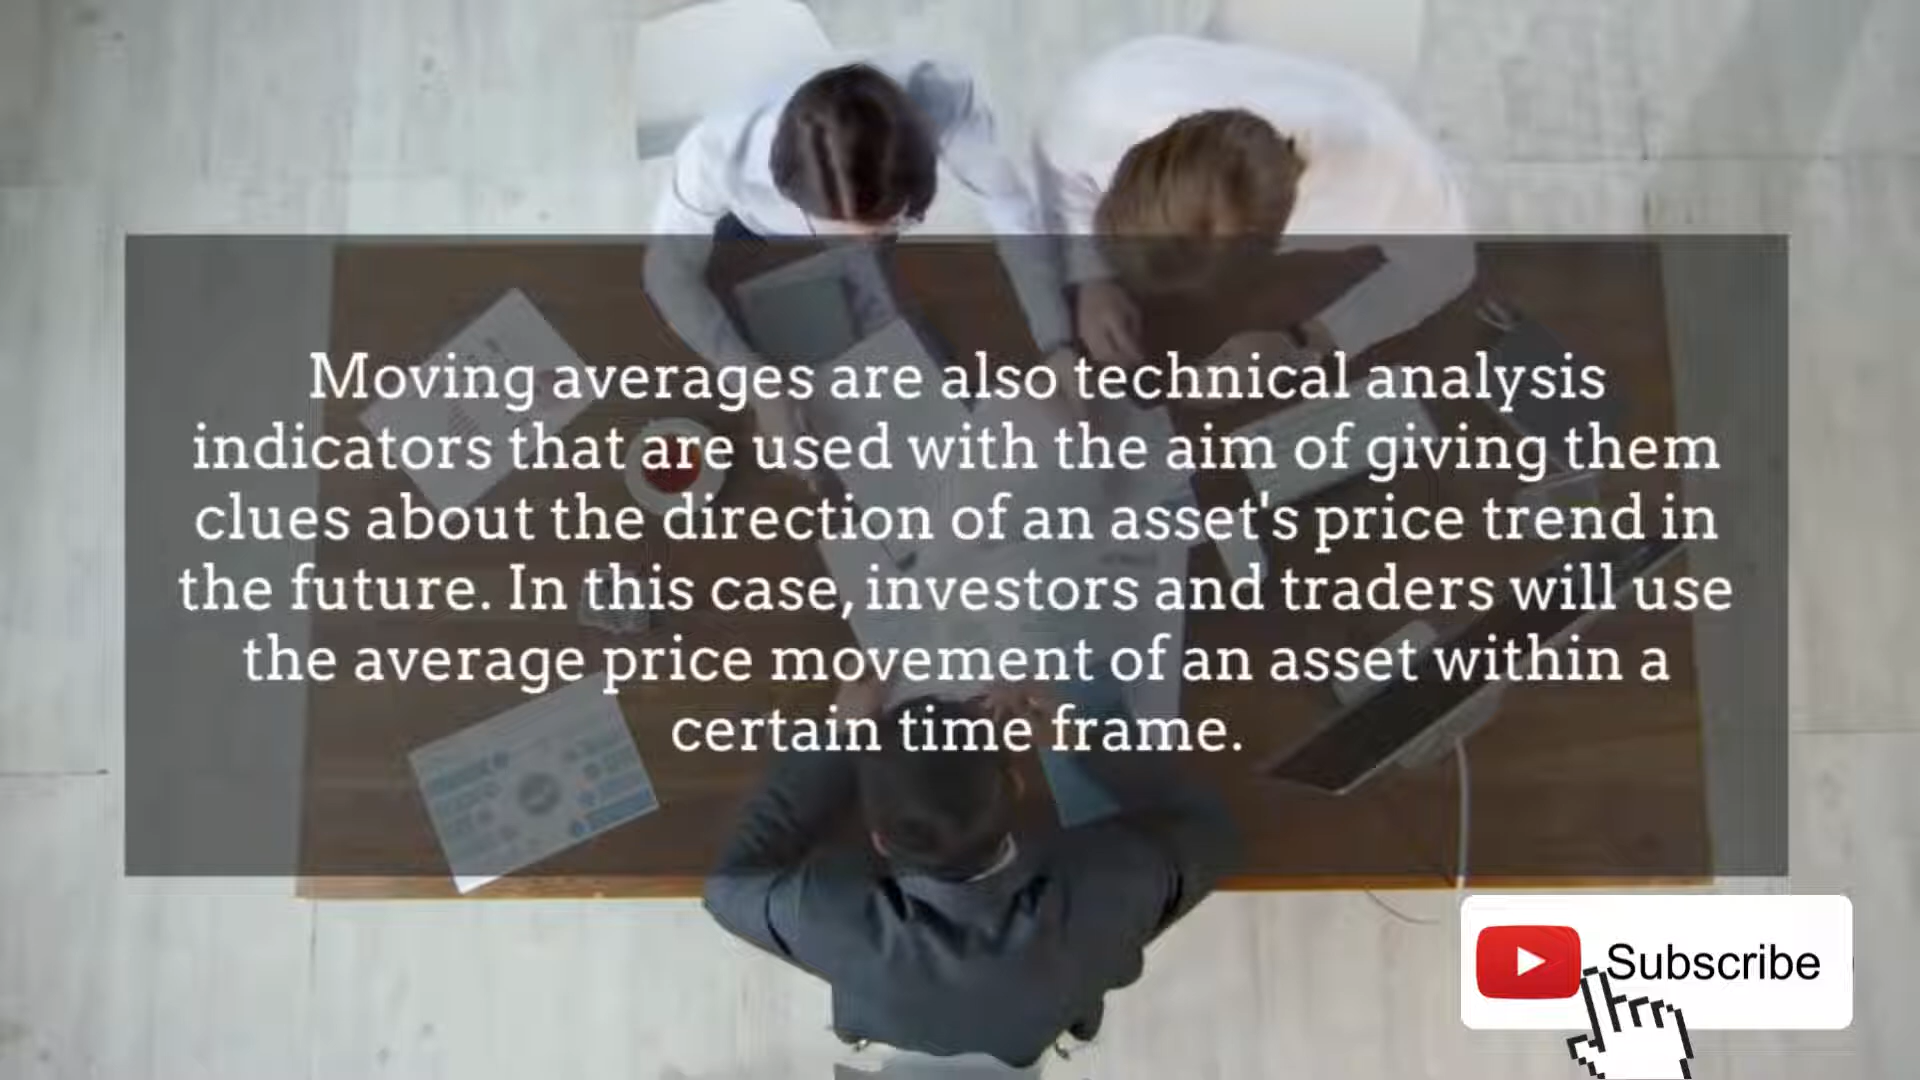 Moving averages are also technical analysis
indicators that are used with the aim of giving them
clues about the direction of an asset's price trend in
the future. In this case, investors and traders will use
the average price movement of an asset within a
certain time frame.
Subscribe